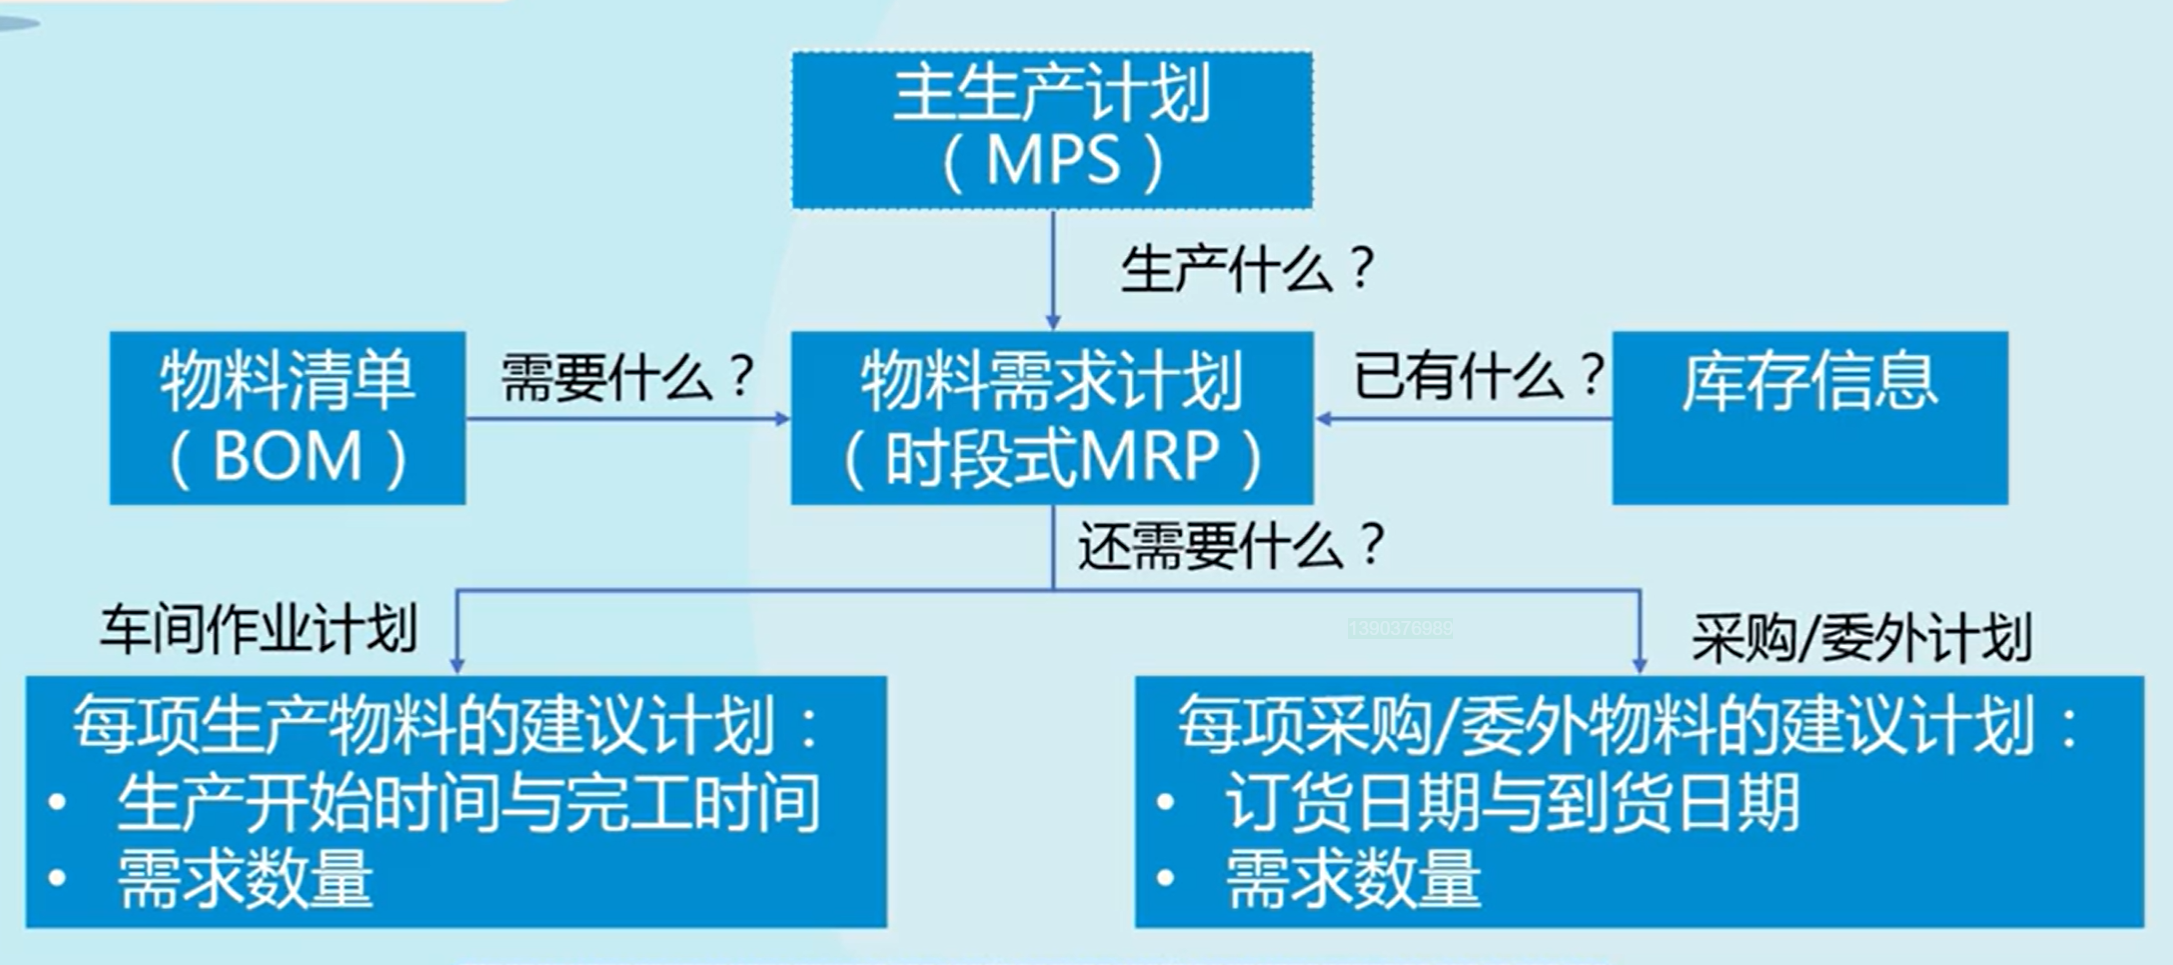 主生产计划
（MPS）
生产什么？
物料清单
（BOM）
需要什么？
物料需求计划
（时段式MRP）
已有什么？
库存信息
还需要什么？
车间作业计划
1390376989
采购/委外计划
每项生产物料的建议计划：
• 生产开始时间与完工时间
• 需求数量
每项采购/委外物料的建议计划：
• 订货日期与到货日期
• 需求数量